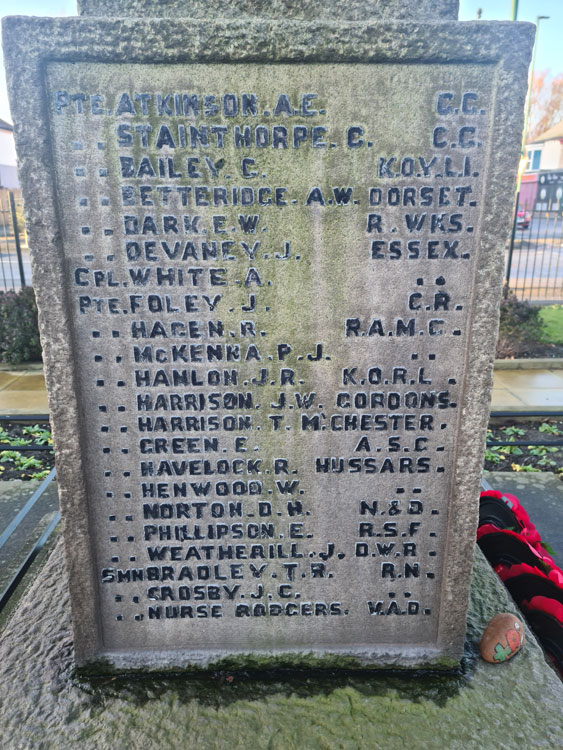 PTE. ATKINSON. A.E. C.C.
. . STAINTHORPE. C. C.C.
. . BAILEY. C. K.O.Y.L.I.
. . BETTERIDGE. A.W. DORSET.
. . DARK. E.W. R. WKS.
. . DEVANEY. J. ESSEX.
CPL. WHITE. A. . .
PTE. FOLEY. J. C.R.
. . HAGEN. R. R.A.M.C.
. . McKENNA. P.J. . .
. . HANLON. J.R. K.O.R.L.
. . HARRISON. J.W. GORDONS.
. . HARRISON. T. McCHESTER.
. . GREEN. E. A.S.C.
. . HAVELOCK. R. HUSSARS.
. . HENWOOD. W. . .
. . NORTON. D.H. N.&D.
. . PHILLIPSON. E. R.S.F.
. . WEATHERILL. J. D.W.R.
SMN BRADLEY. T.R. R.N.
. . CROSBY. J.C. . .
. . NURSE RODGERS. V.A.D.